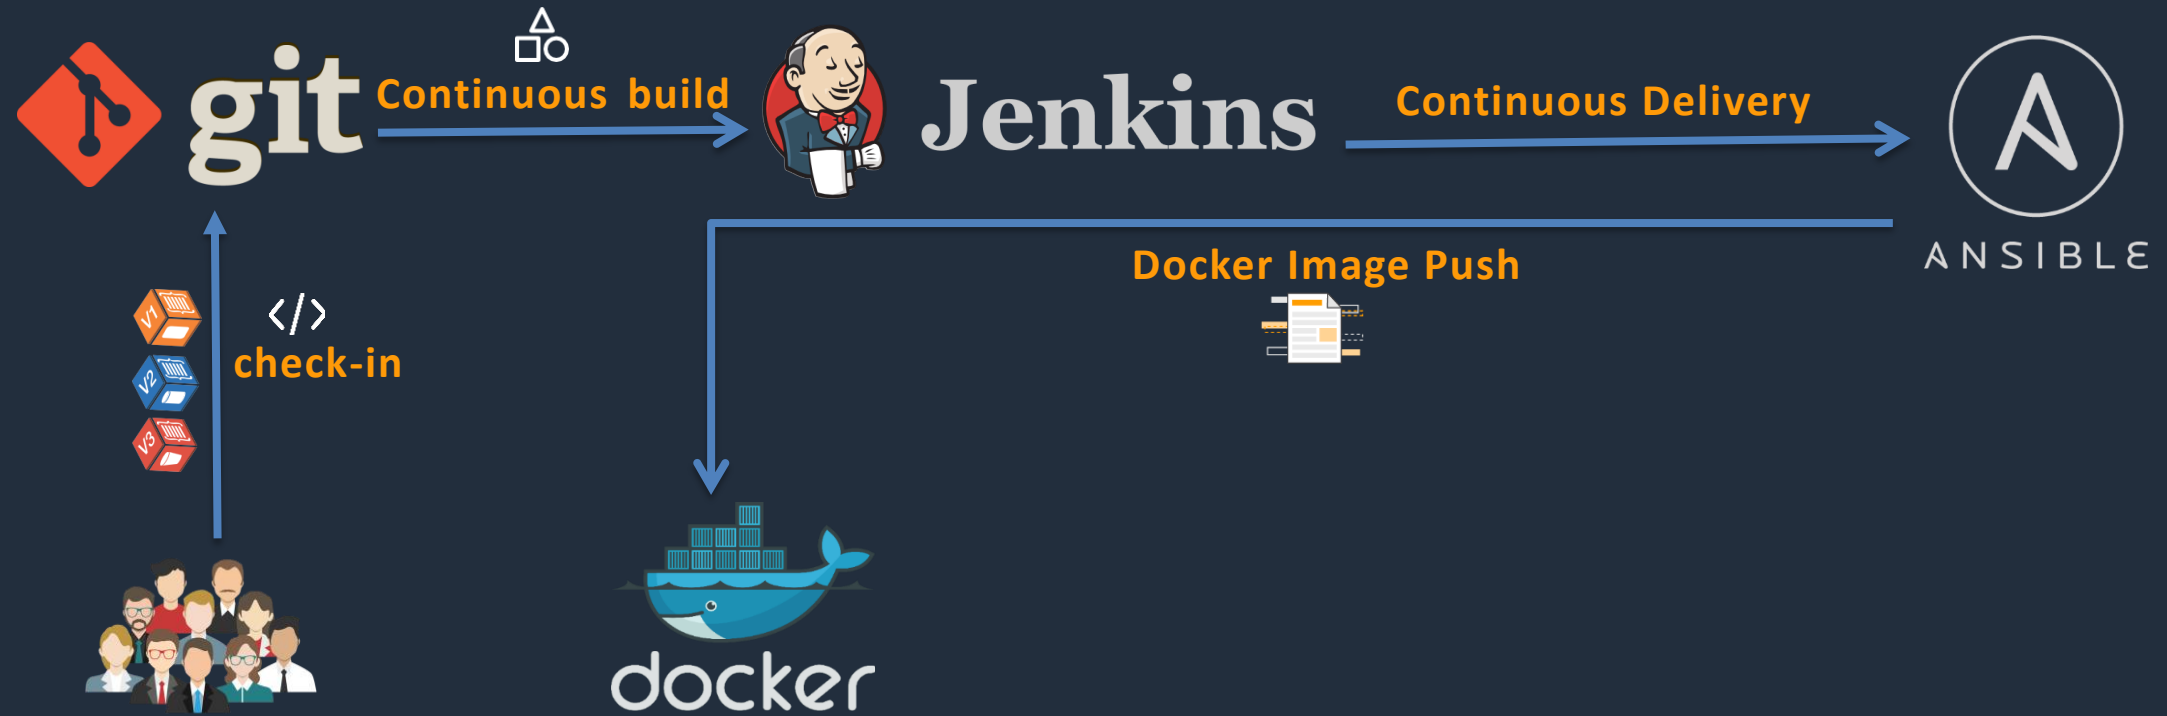 git
Continuous build
Jenkins
Continuous Delivery
ANSIBLE
Docker Image Push
V1
</>
check-in
V2
V3
docker